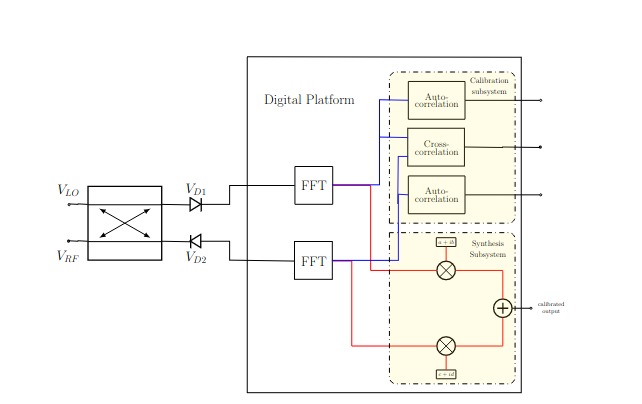 Digital Platform
Calibration
subsystem
Auto-
correlation
Cross-
correlation
Auto-
correlation
V_{LO}
V_{D1}
FFT
V_{RF}
V_{D2}
FFT
a + ib
Synthesis
Subsystem
calibrated
output
c + id